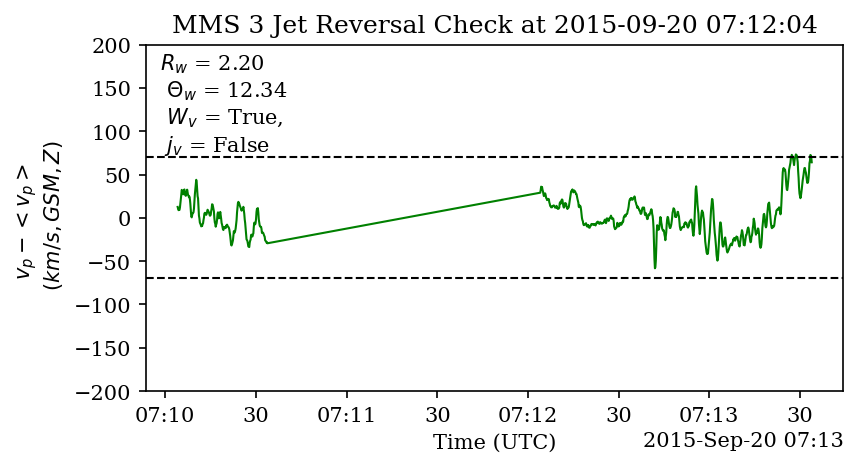 MMS 3 Jet Reversal Check at 2015-09-20 07:12:04
R_w = 2.20
Θ_w = 12.34
W_v = True,
j_v = False
v_p − < v_p >
(km/s, GSM, Z)
200
150
100
50
0
−50
−100
−150
−200
07:10 30 07:11 30 07:12 30 07:13 30
Time (UTC)
2015-Sep-20 07:13